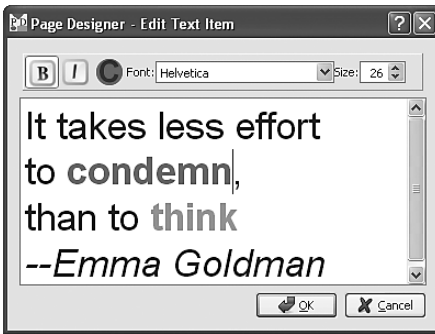 Page Designer - Edit Text Item
B I C Font: Helvetica Size: 26
It takes less effort
to condemn,
than to think
--Emma Goldman
OK Cancel